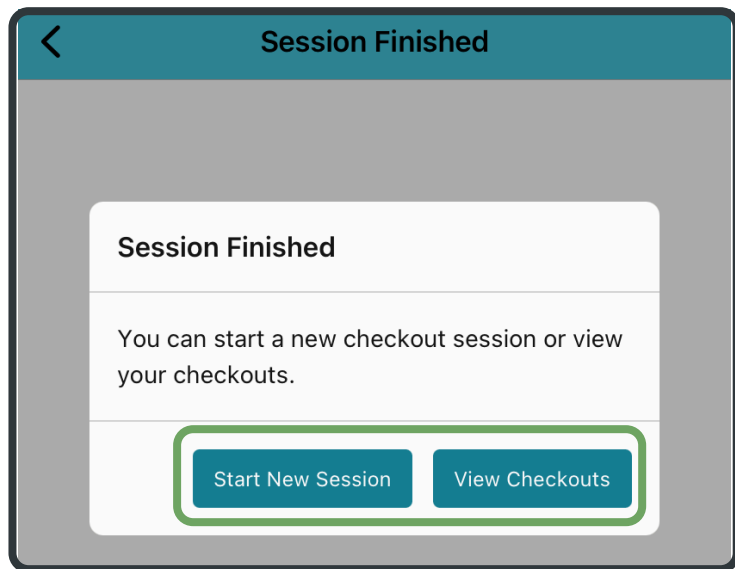 Session Finished
Session Finished
You can start a new checkout session or view
your checkouts.
Start New Session
View Checkouts